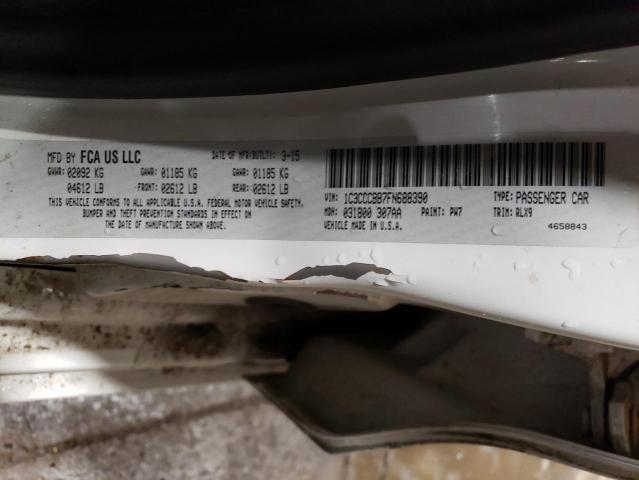 MFD BY FCA US LLC DATE OF MFR(BUILT): 3-15
GVWR: 02092 KG GAWR: 01185 KG GAWR: 01185 KG
04612 LB FRONT: 02612 LB REAR: 02612 LB
THIS VEHICLE CONFORMS TO ALL APPLICABLE U.S.A. FEDERAL MOTOR VEHICLE SAFETY,
BUMPER AND THEFT PREVENTION STANDARDS IN EFFECT ON
THE DATE OF MANUFACTURE SHOWN ABOVE.
VIN: 1C3CCCBB7FN688390 TYPE: PASSENGER CAR
MDH: 031800 307AA PAINT: PW7 TRIM: RLX9
VEHICLE MADE IN U.S.A. 4658843